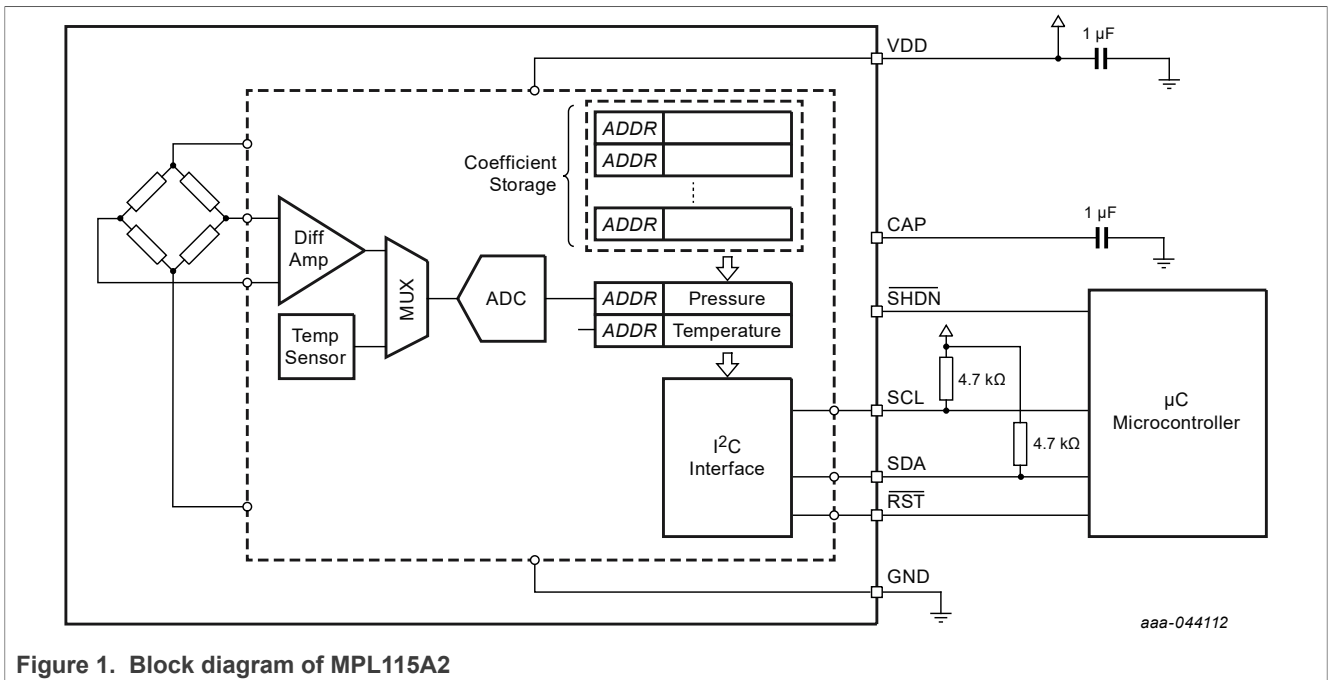 VDD
1 µF
Coefficient
Storage
ADDR
ADDR
ADDR
CAP
1 µF
Diff
Amp
MUX
ADC
ADDR Pressure
ADDR Temperature
Temp
Sensor
SHDN
4.7 kΩ
SCL
4.7 kΩ
µC
Microcontroller
I²C
Interface
SDA
RST
GND
aaa-044112
Figure 1. Block diagram of MPL115A2